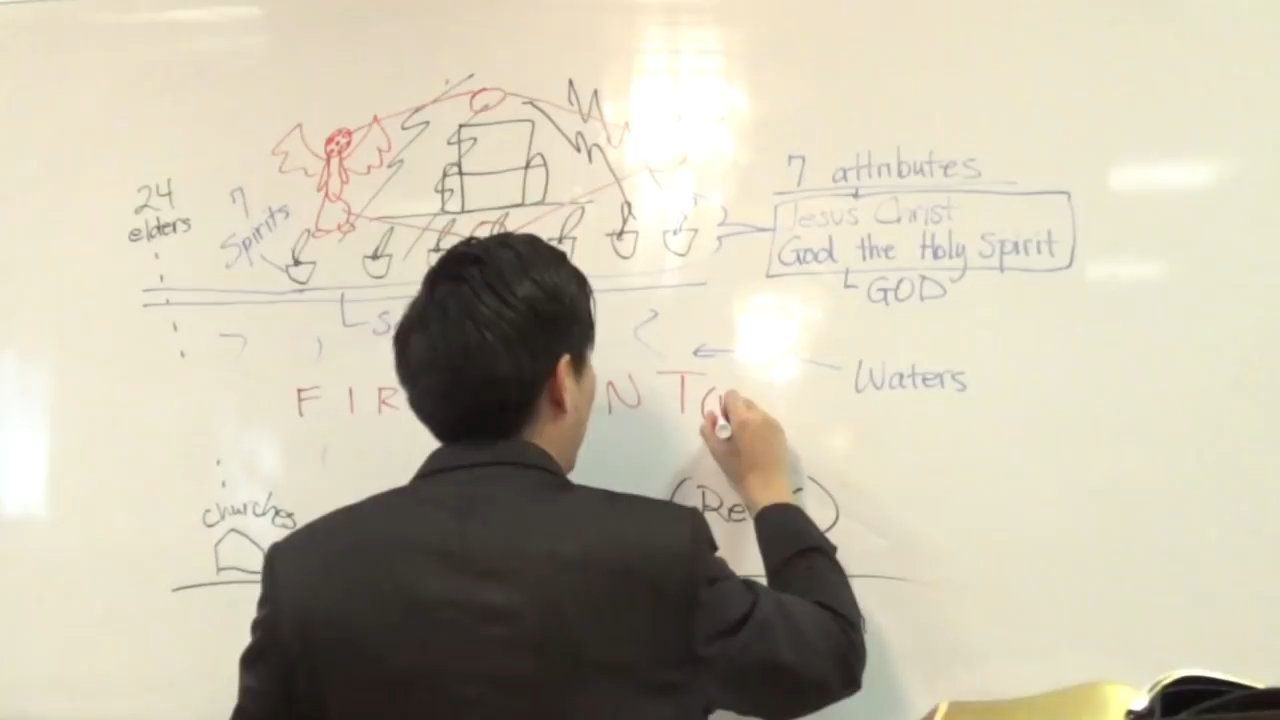 24
elders
7
Spirits
7 attributes
Jesus Christ
God the Holy Spirit
GOD
Waters
churches